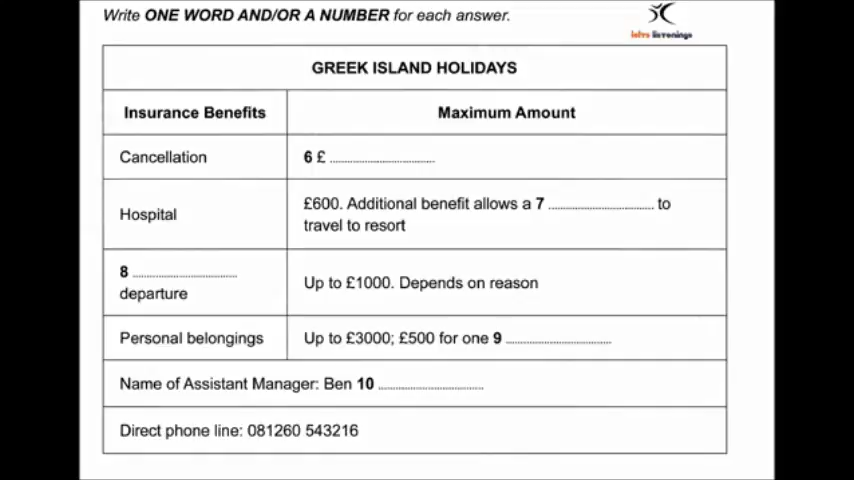 Write ONE WORD AND/OR A NUMBER for each answer.
ielts listenings
GREEK ISLAND HOLIDAYS
Insurance Benefits
Maximum Amount
Cancellation
6 £ ....................................
Hospital
£600. Additional benefit allows a 7 .................................... to
travel to resort
8 ....................................
departure
Up to £1000. Depends on reason
Personal belongings
Up to £3000; £500 for one 9 ....................................
Name of Assistant Manager: Ben 10 ....................................
Direct phone line: 081260 543216